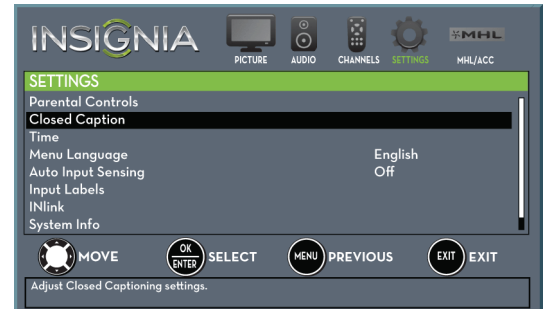 INSIGNIA
PICTURE AUDIO CHANNELS SETTINGS MHL MHL/ACC
SETTINGS
Parental Controls
Closed Caption
Time
Menu Language English
Auto Input Sensing Off
Input Labels
INlink
System Info
MOVE OK ENTER SELECT MENU PREVIOUS EXIT EXIT
Adjust Closed Captioning settings.